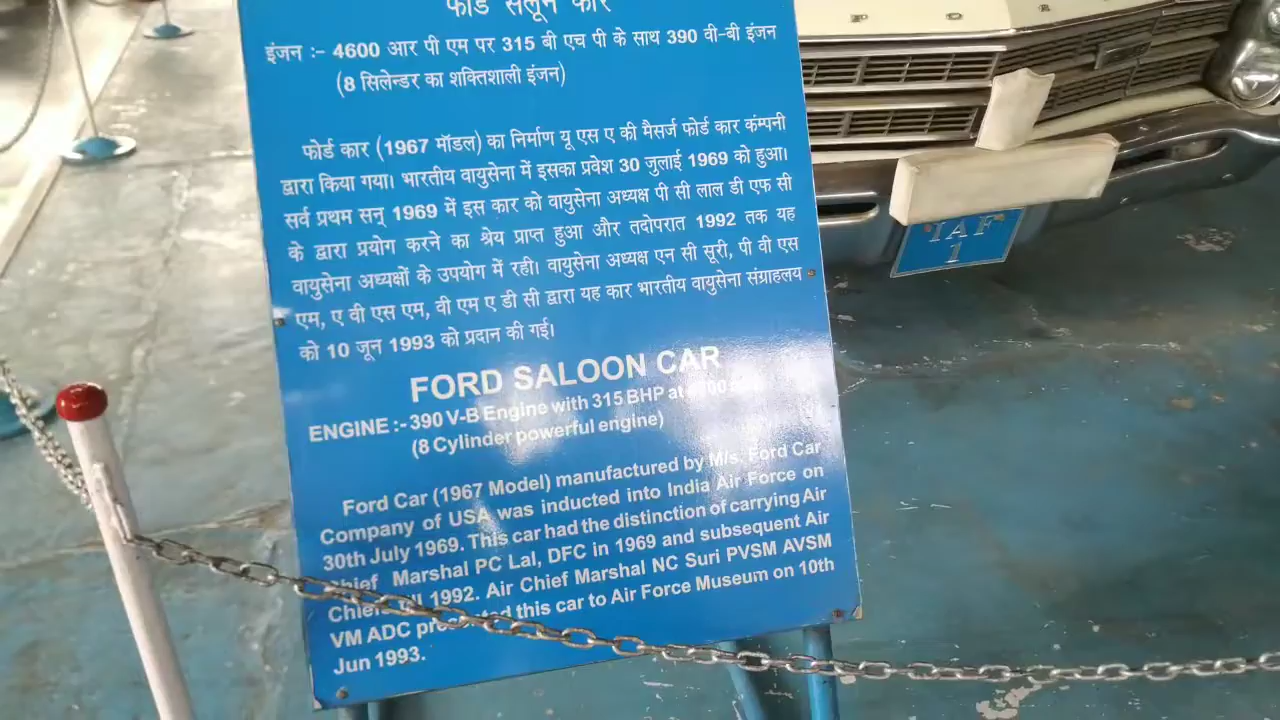 फोर्ड सैलून कार
इंजन :- 4600 आर पी एम पर 315 बी एच पी के साथ 390 वी-बी इंजन
(8 सिलेन्डर का शक्तिशाली इंजन)
फोर्ड कार (1967 मॉडल) का निर्माण यू एस ए की मैसर्ज फोर्ड कार कंम्पनी
द्वारा किया गया। भारतीय वायुसेना में इसका प्रवेश 30 जुलाई 1969 को हुआ।
सर्व प्रथम सन् 1969 में इस कार को वायुसेना अध्यक्ष पी सी लाल डी एफ सी
के द्वारा प्रयोग करने का श्रेय प्राप्त हुआ और तदोपरात 1992 तक यह
वायुसेना अध्यक्षों के उपयोग में रही। वायुसेना अध्यक्ष एन सी सूरी, पी वी एस
एम, ए वी एस एम, वी एम ए डी सी द्वारा यह कार भारतीय वायुसेना संग्राहलय
को 10 जून 1993 को प्रदान की गई।
FORD SALOON CAR
ENGINE :- 390 V-B Engine with 315 BHP at
(8 Cylinder powerful engine)
Ford Car (1967 Model) manufactured by M/s. Ford Car
Company of USA was inducted into India Air Force on
30th July 1969. This car had the distinction of carrying Air
Chief Marshal PC Lal, DFC in 1969 and subsequent Air
Chiefs till 1992. Air Chief Marshal NC Suri PVSM AVSM
VM ADC presented this car to Air Force Museum on 10th
Jun 1993.
F O R
IAF
1